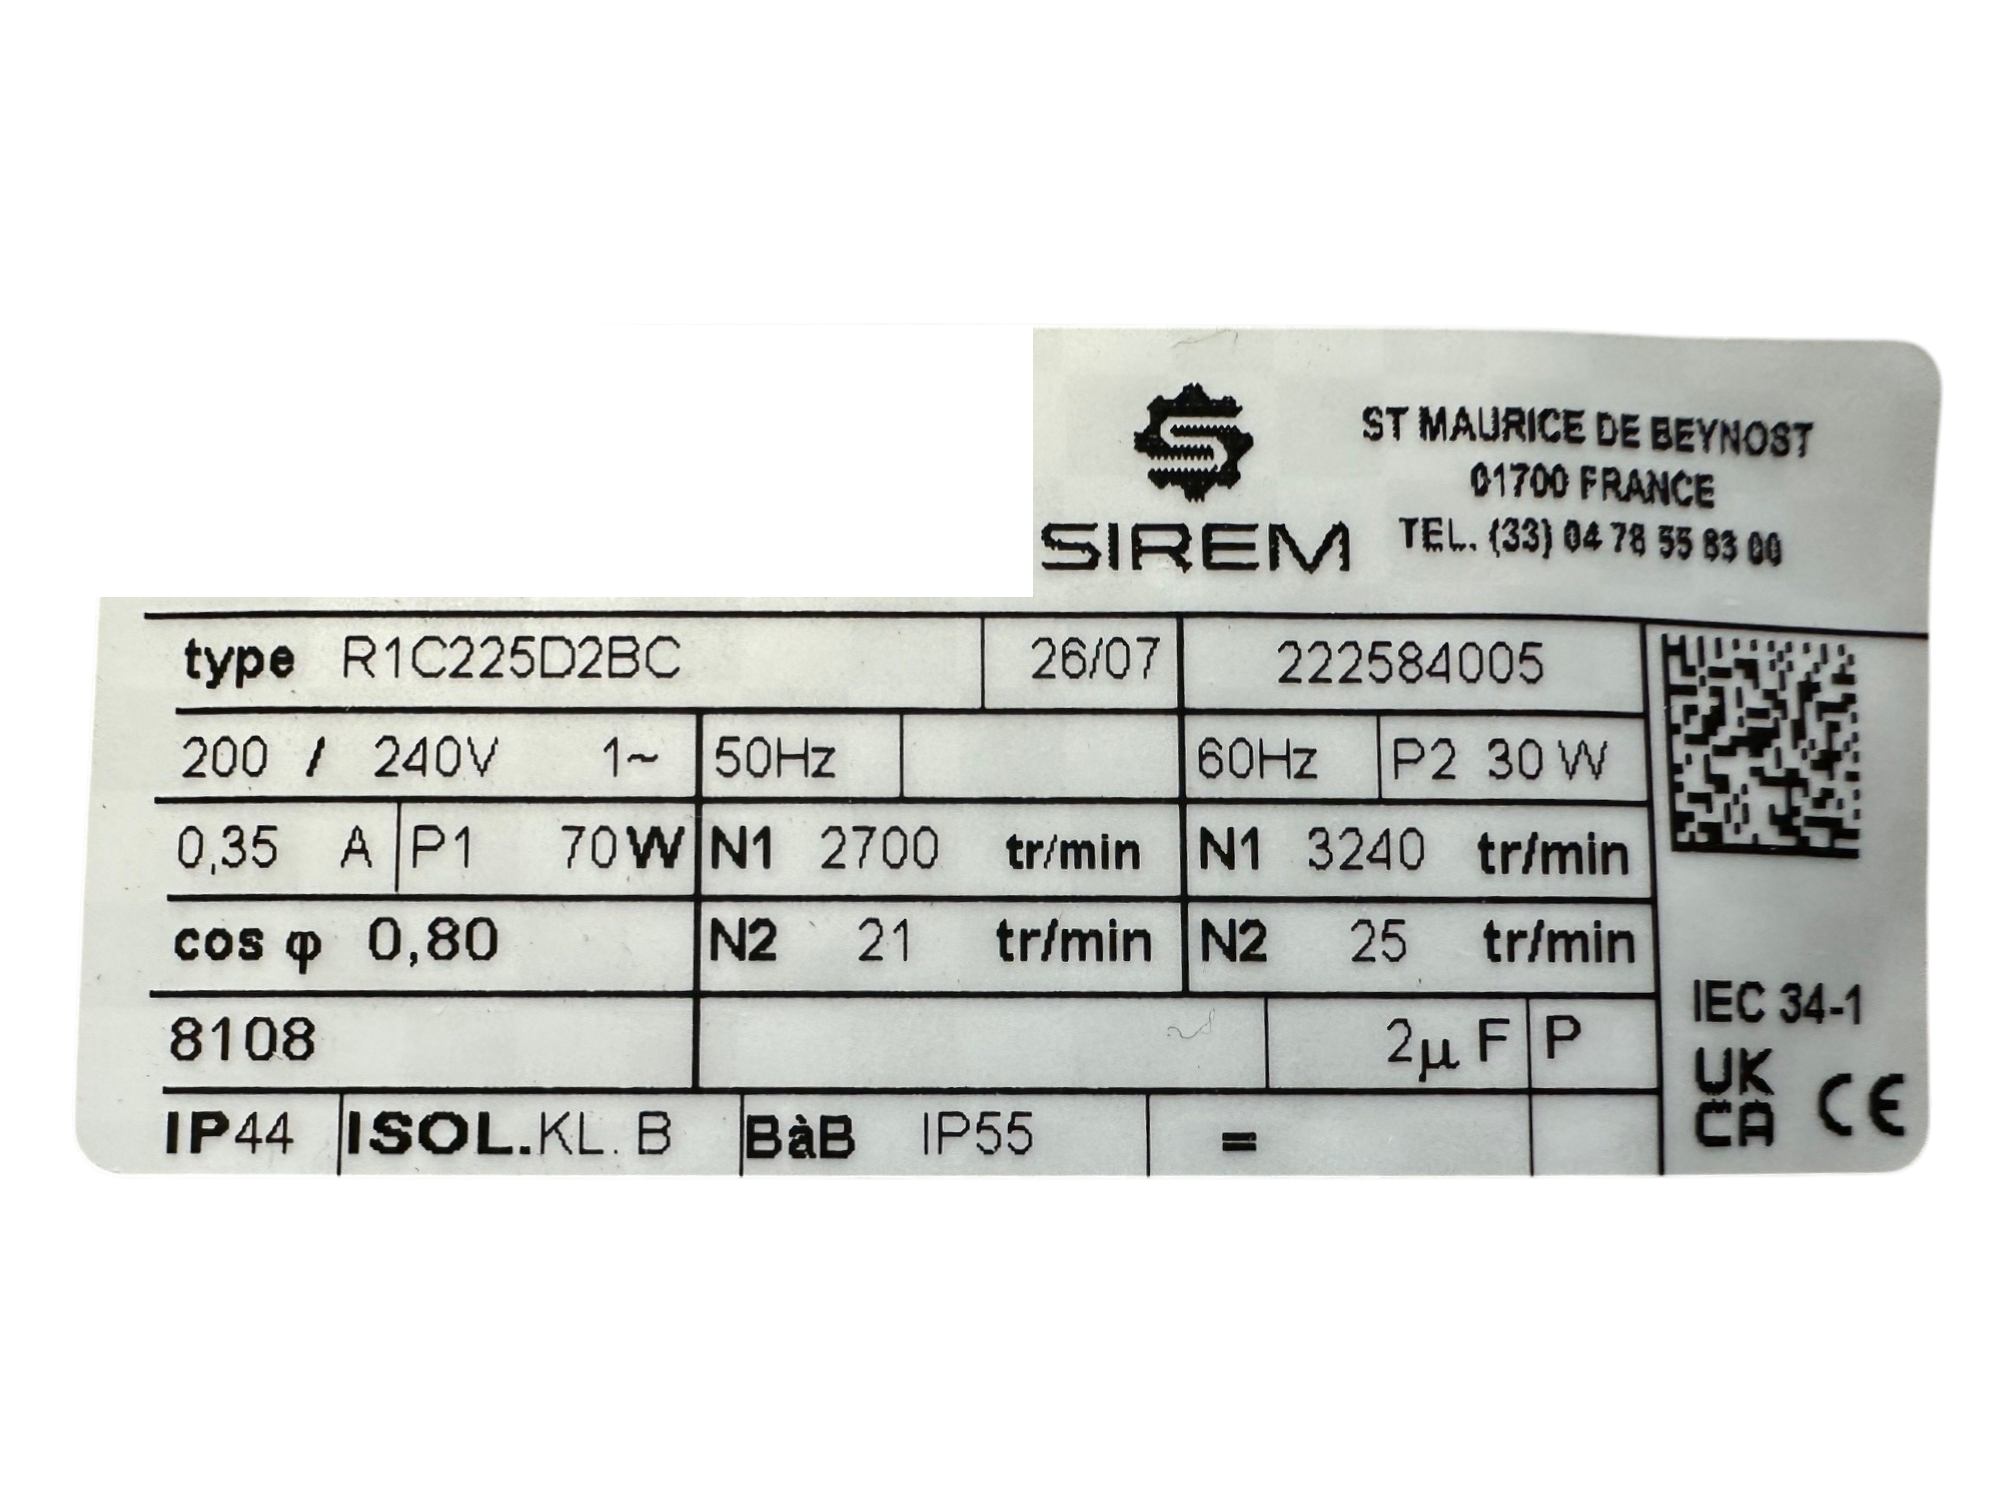 SIREM
ST MAURICE DE BEYNOST
01700 FRANCE
TEL. (33) 04 78 55 83 00
type R1C225D2BC 26/07 222584005
200 / 240V 1~ 50Hz 60Hz P2 30 W
0,35 A P1 70W N1 2700 tr/min N1 3240 tr/min
cos φ 0,80 N2 21 tr/min N2 25 tr/min
8108 2μF P
IP44 ISOL. KL. B BàB IP55 =
IEC 34-1
UK
CA CE